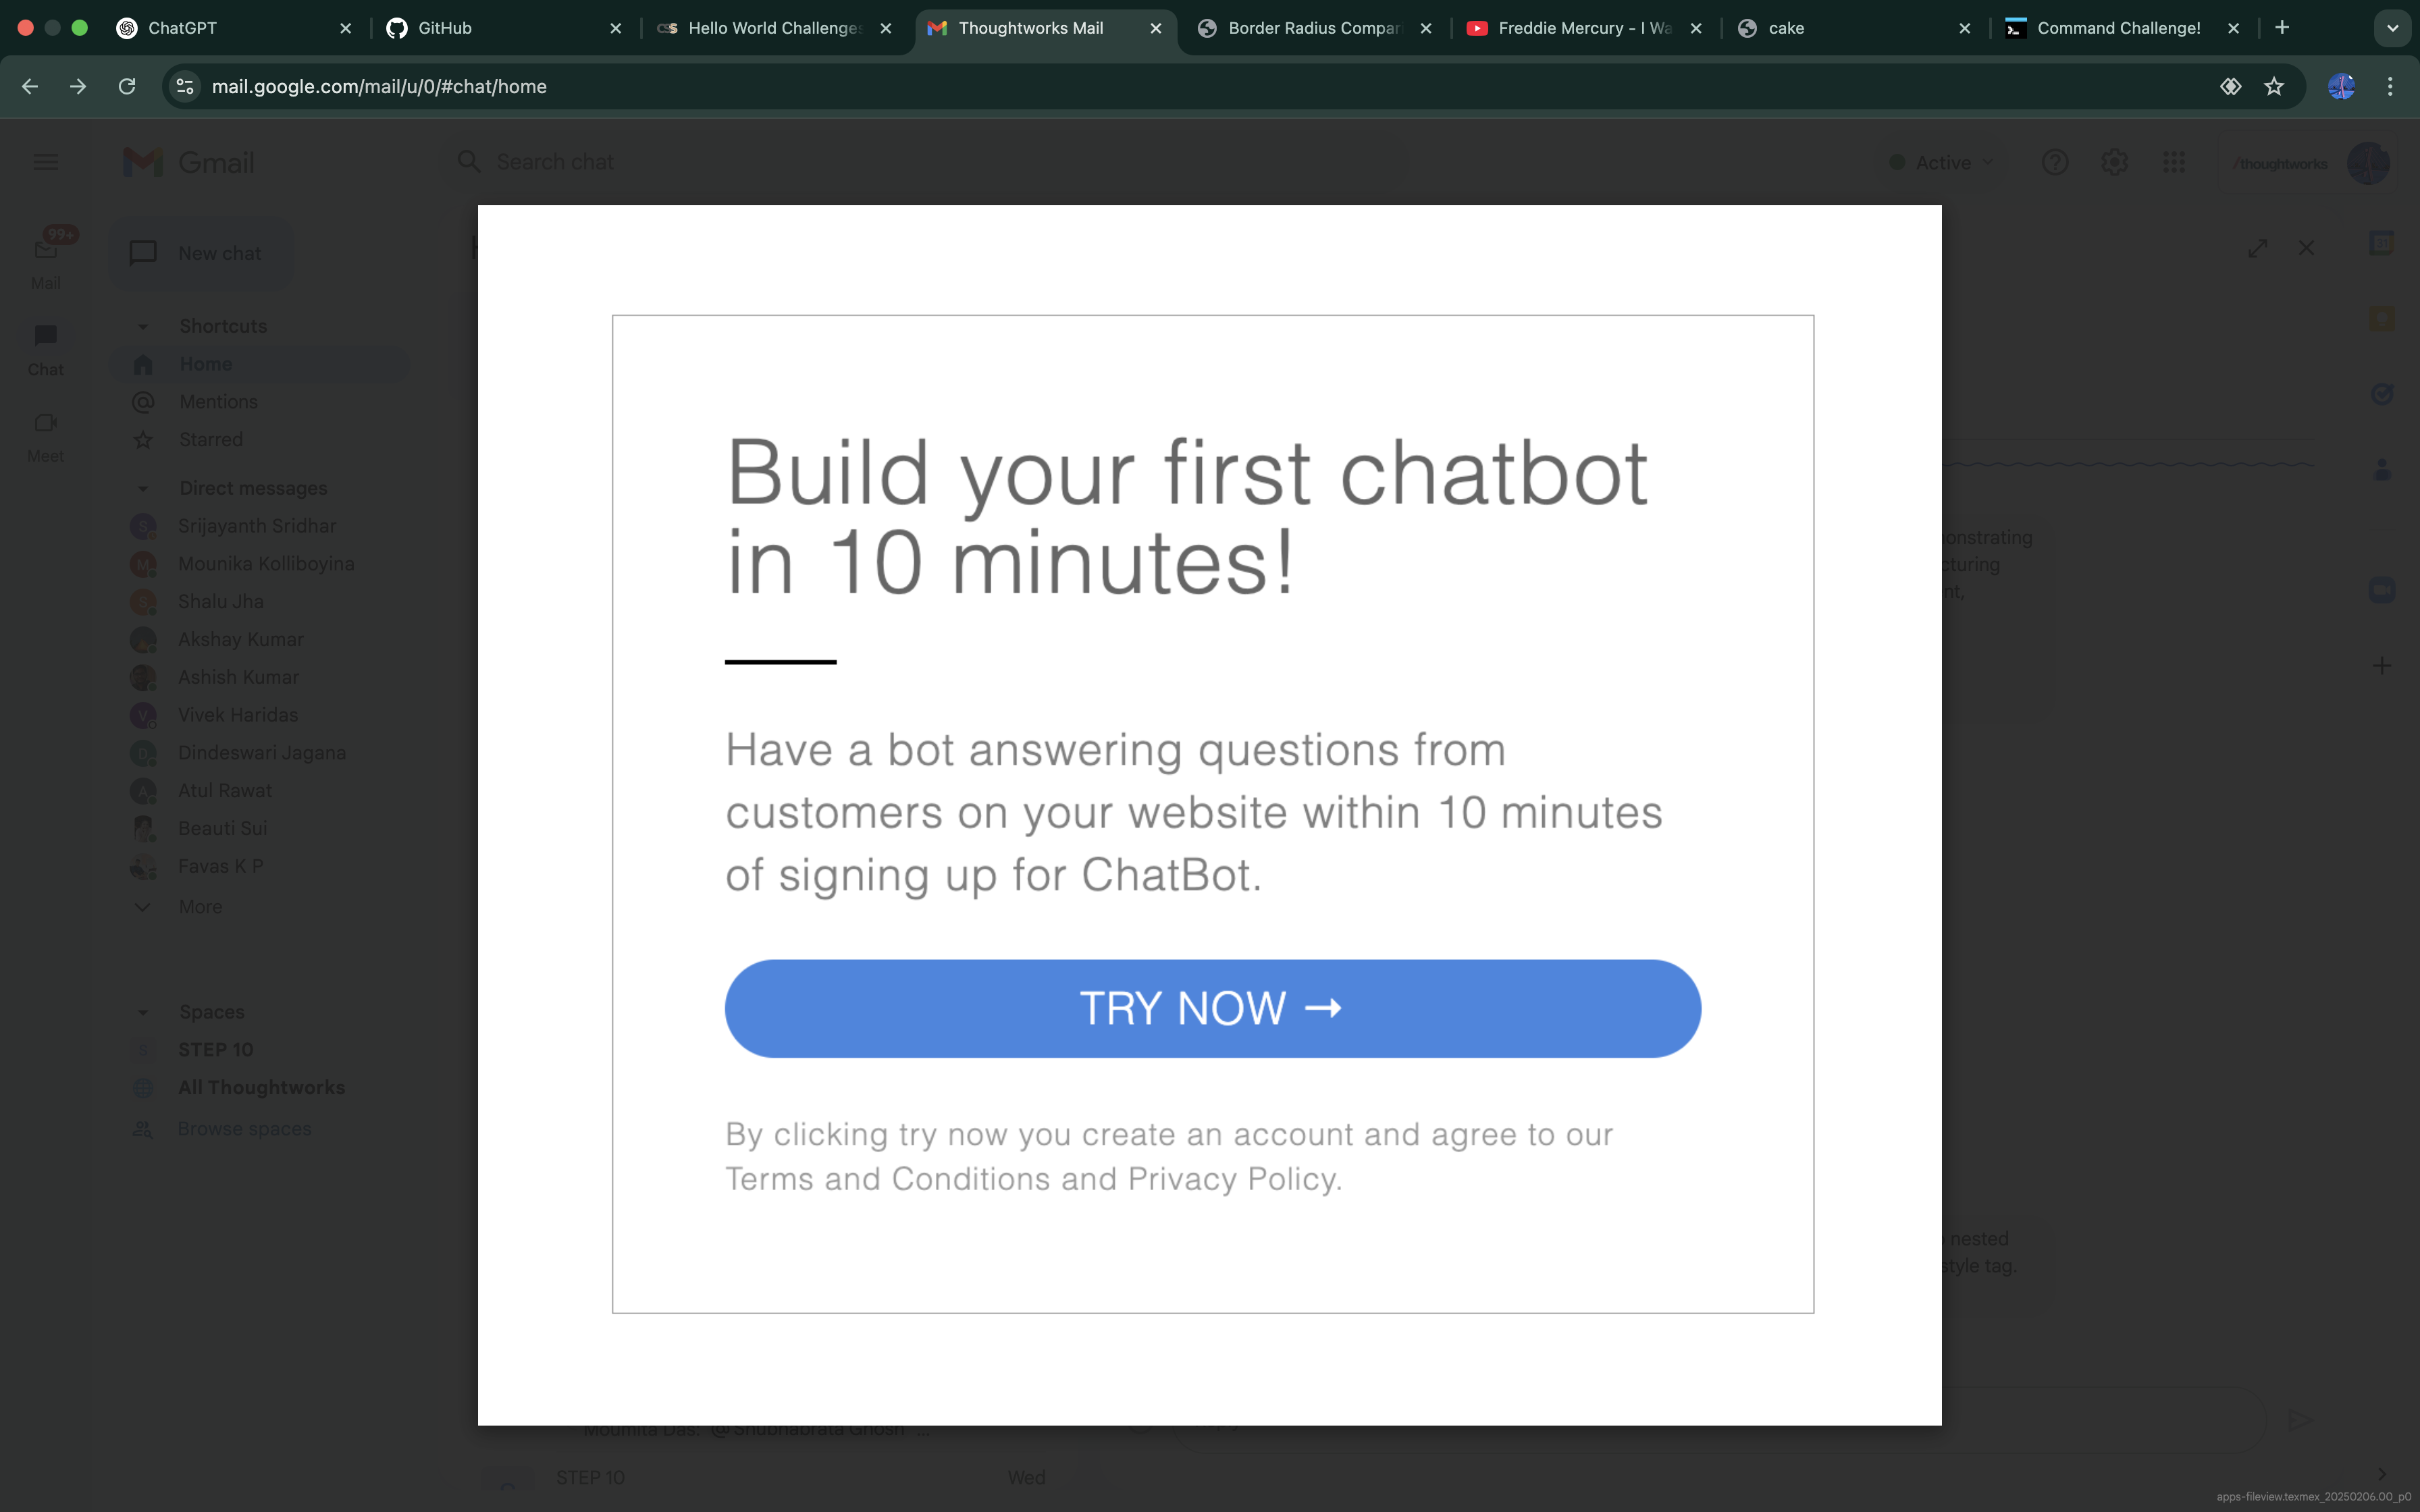 ChatGPT
GitHub
Hello World Challenges
Thoughtworks Mail
Border Radius Compari
Freddie Mercury - I Wa
cake
Command Challenge!
mail.google.com/mail/u/0/#chat/home
Gmail
Search chat
Active
/thoughtworks
99+
Mail
Chat
Meet
New chat
Shortcuts
Home
Mentions
Starred
Direct messages
Srijayanth Sridhar
Mounika Kolliboyina
Shalu Jha
Akshay Kumar
Ashish Kumar
Vivek Haridas
Dindeswari Jagana
Atul Rawat
Beauti Sui
Favas K P
More
Spaces
STEP 10
All Thoughtworks
Browse spaces
Build your first chatbot
in 10 minutes!
Have a bot answering questions from
customers on your website within 10 minutes
of signing up for ChatBot.
TRY NOW →
By clicking try now you create an account and agree to our
Terms and Conditions and Privacy Policy.
onstrating
cturing
nt,
nested
style tag.
Moumita Das: @Shubhabrata Ghosh ...
STEP 10
Wed
apps-fileview.texmex_20250206.00_p0